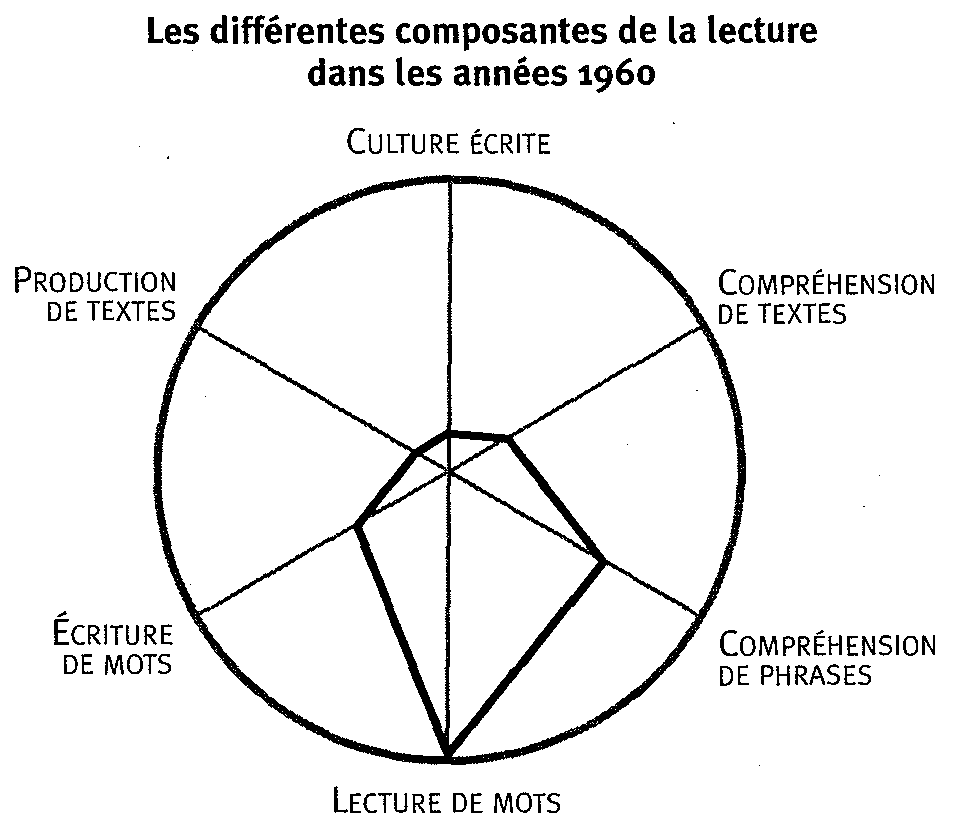 Les différentes composantes de la lecture
dans les années 1960
CULTURE ÉCRITE
PRODUCTION
DE TEXTES
COMPRÉHENSION
DE TEXTES
ÉCRITURE
DE MOTS
COMPRÉHENSION
DE PHRASES
LECTURE DE MOTS